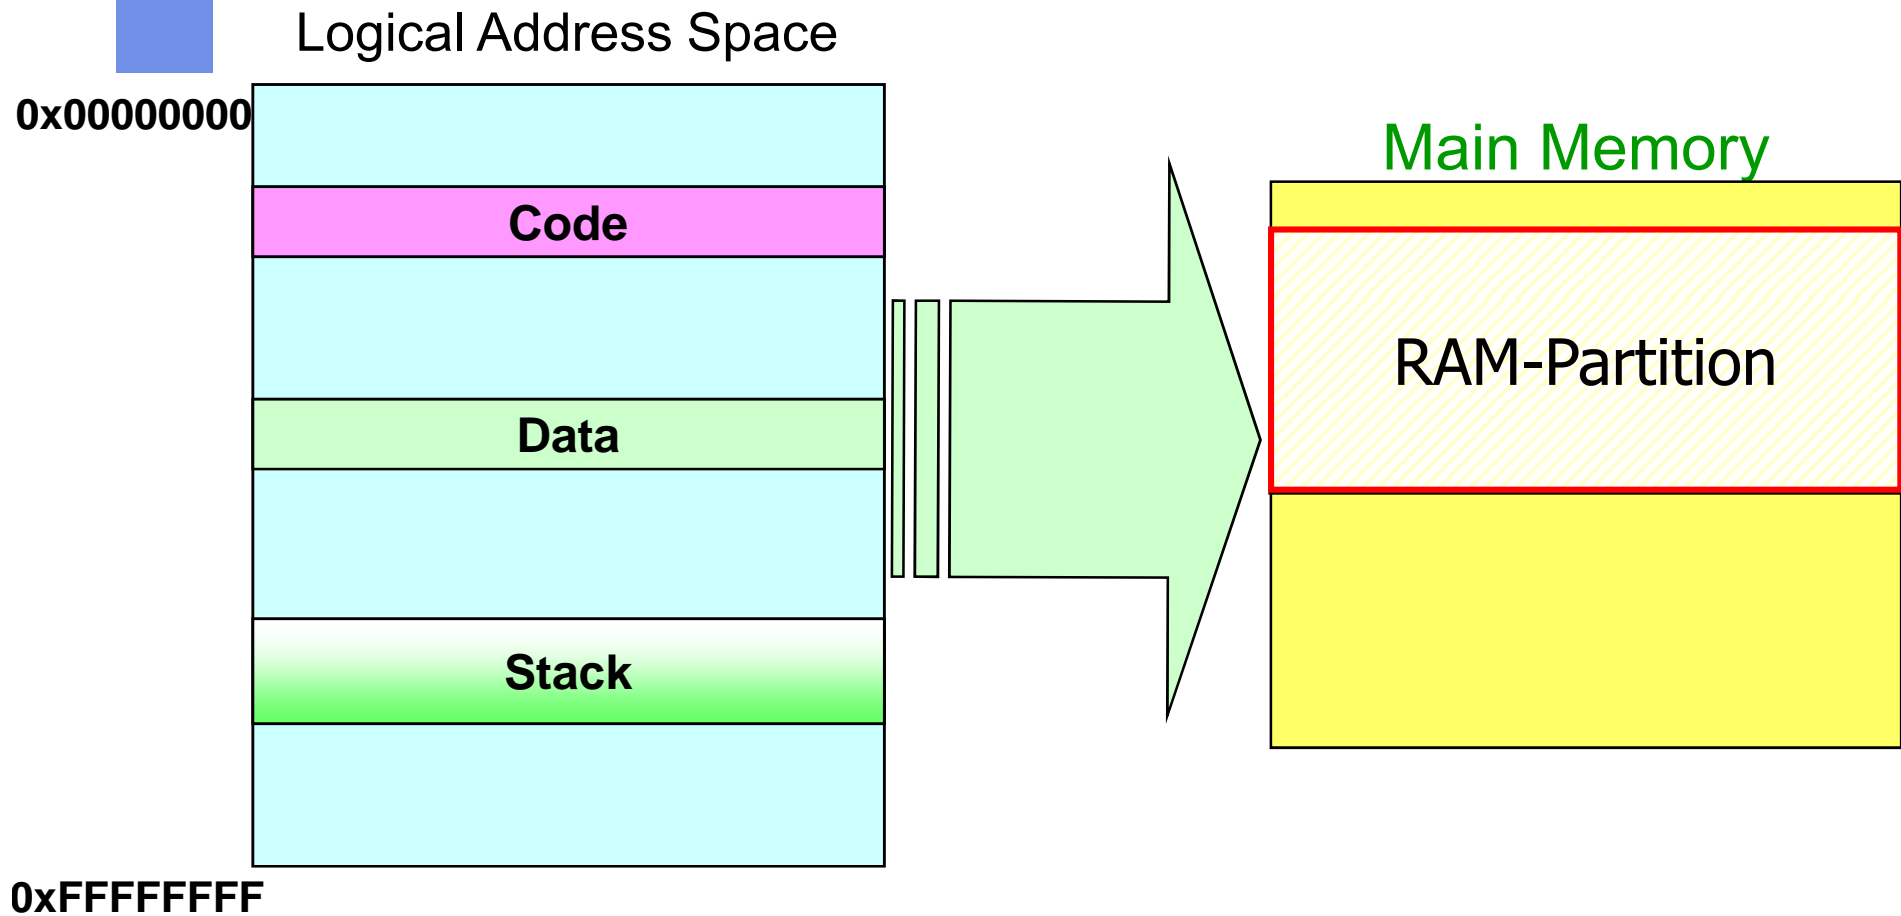 Logical Address Space
0x00000000
Main Memory
Code
RAM-Partition
Data
Stack
0xFFFFFFFF